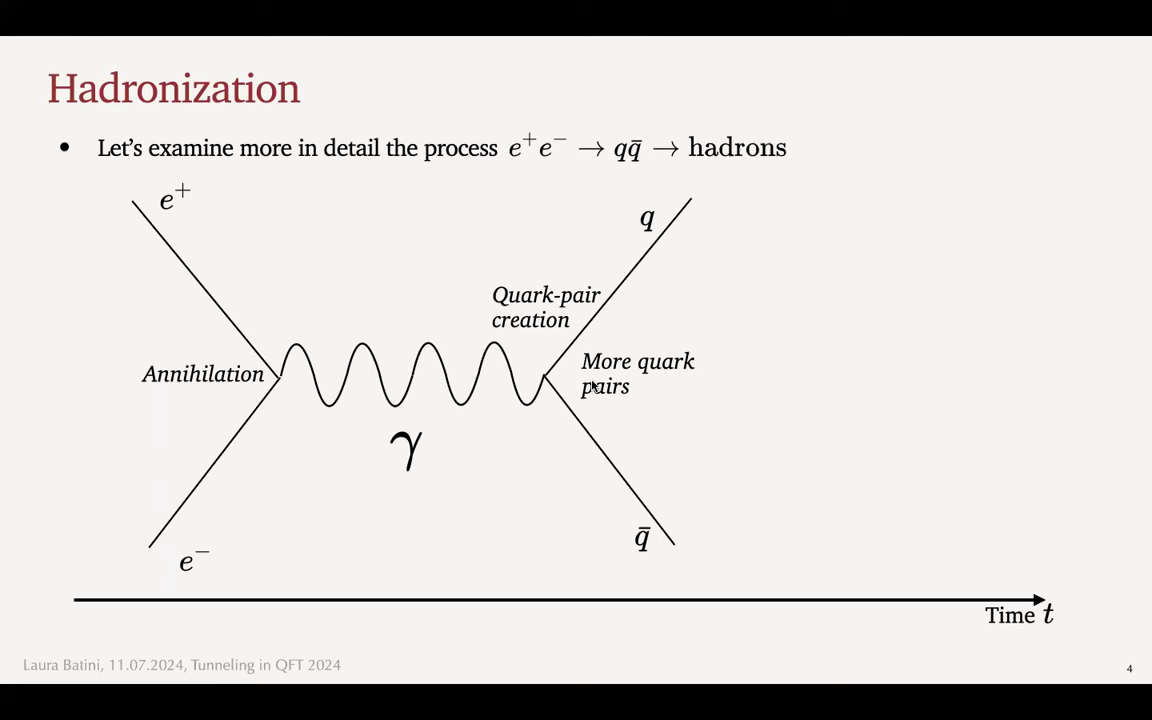 Hadronization
• Let's examine more in detail the process e⁺e⁻ → qq̄ → hadrons
e⁺
q
Quark-pair
creation
More quark
pairs
Annihilation
γ
q̄
e⁻
Time t
Laura Batini, 11.07.2024, Tunneling in QFT 2024
4